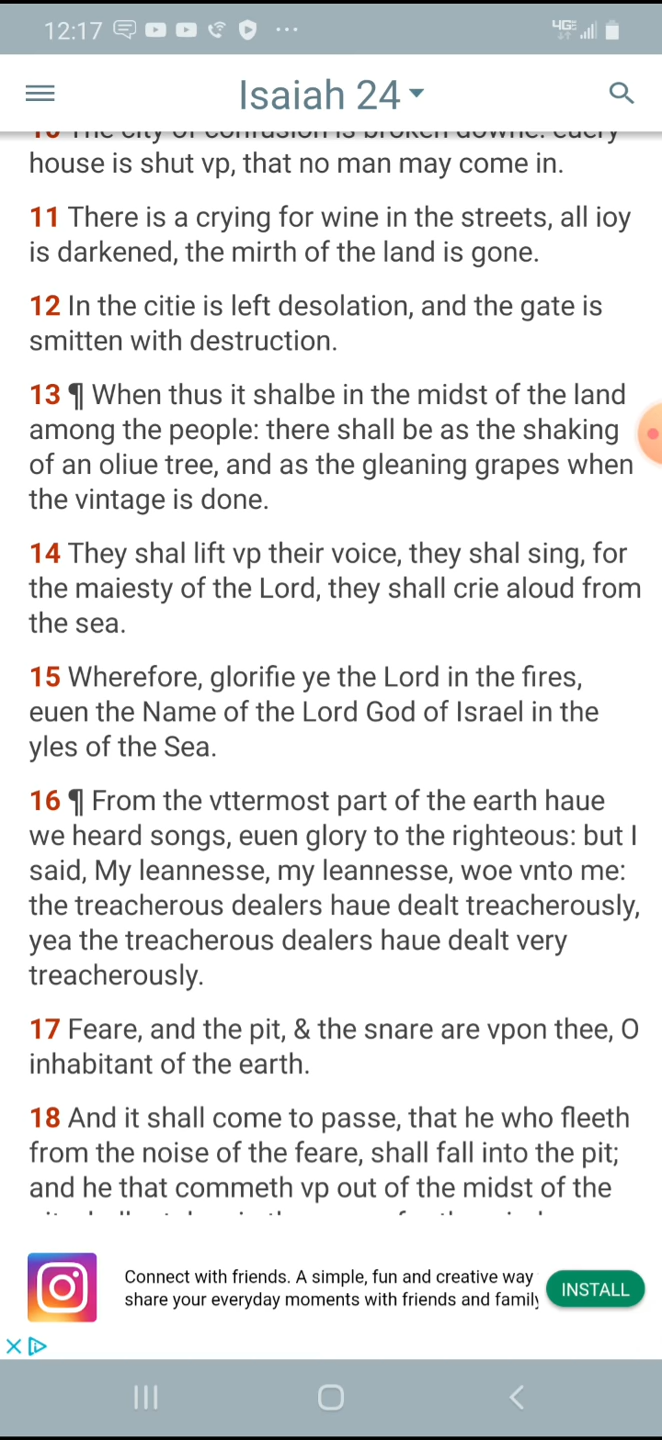 12:17
4GE
Isaiah 24
10 The city of confusion is broken downe: euery
house is shut vp, that no man may come in.
11 There is a crying for wine in the streets, all ioy
is darkened, the mirth of the land is gone.
12 In the citie is left desolation, and the gate is
smitten with destruction.
13 ¶ When thus it shalbe in the midst of the land
among the people: there shall be as the shaking
of an oliue tree, and as the gleaning grapes when
the vintage is done.
14 They shal lift vp their voice, they shal sing, for
the maiesty of the Lord, they shall crie aloud from
the sea.
15 Wherefore, glorifie ye the Lord in the fires,
euen the Name of the Lord God of Israel in the
yles of the Sea.
16 ¶ From the vttermost part of the earth haue
we heard songs, euen glory to the righteous: but I
said, My leannesse, my leannesse, woe vnto me:
the treacherous dealers haue dealt treacherously,
yea the treacherous dealers haue dealt very
treacherously.
17 Feare, and the pit, & the snare are vpon thee, O
inhabitant of the earth.
18 And it shall come to passe, that he who fleeth
from the noise of the feare, shall fall into the pit;
and he that commeth vp out of the midst of the
Connect with friends. A simple, fun and creative way
share your everyday moments with friends and family
INSTALL